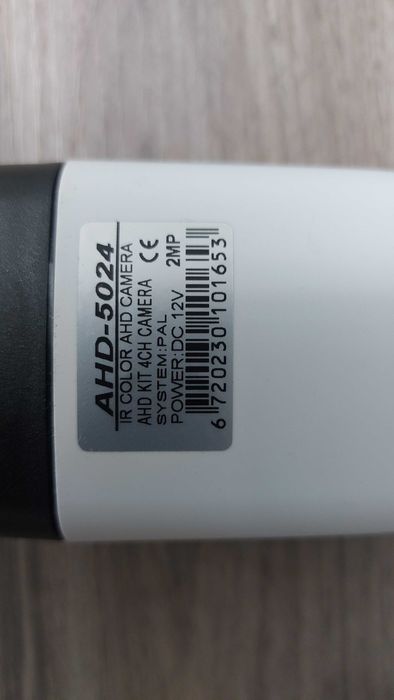 AHD-5024
IR COLOR AHD CAMERA
AHD KIT 4CH CAMERA CE
SYSTEM:PAL
POWER:DC 12V 2MP
6 720230 101653